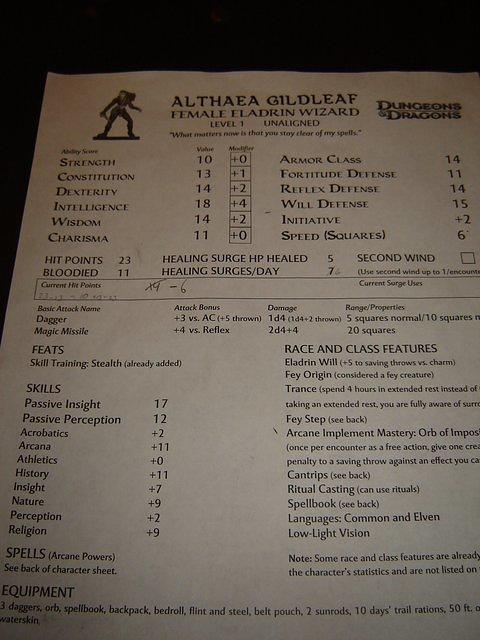 ALTHAEA GILDLEAF
FEMALE ELADRIN WIZARD
LEVEL 1 UNALIGNED
"What matters now is that you stay clear of my spells."
DUNGEONS & DRAGONS
Ability Score Value Modifier
STRENGTH 10 +0
CONSTITUTION 13 +1
DEXTERITY 14 +2
INTELLIGENCE 18 +4
WISDOM 14 +2
CHARISMA 11 +0
ARMOR CLASS 14
FORTITUDE DEFENSE 11
REFLEX DEFENSE 14
WILL DEFENSE 15
INITIATIVE +2
SPEED (SQUARES) 6
HIT POINTS 23 HEALING SURGE HP HEALED 5 SECOND WIND
BLOODIED 11 HEALING SURGES/DAY 7 (Use second wind up to 1/encounte
Current Hit Points -6 Current Surge Uses
Basic Attack Name Attack Bonus Damage Range/Properties
Dagger +3 vs. AC (+5 thrown) 1d4 (1d4+2 thrown) 5 squares normal/10 squares
Magic Missile +4 vs. Reflex 2d4+4 20 squares
FEATS
Skill Training: Stealth (already added)
SKILLS
Passive Insight 17
Passive Perception 12
Acrobatics +2
Arcana +11
Athletics +0
History +11
Insight +7
Nature +9
Perception +2
Religion +9
SPELLS (Arcane Powers)
See back of character sheet.
RACE AND CLASS FEATURES
Eladrin Will (+5 to saving throws vs. charm)
Fey Origin (considered a fey creature)
Trance (spend 4 hours in extended rest instead of
taking an extended rest, you are fully aware of surro
Fey Step (see back)
Arcane Implement Mastery: Orb of Impos
(once per encounter as a free action, give one crea
penalty to a saving throw against an effect you ca
Cantrips (see back)
Ritual Casting (can use rituals)
Spellbook (see back)
Languages: Common and Elven
Low-Light Vision
Note: Some race and class features are already
the character's statistics and are not listed on
EQUIPMENT
3 daggers, orb, spellbook, backpack, bedroll, flint and steel, belt pouch, 2 sunrods, 10 days' trail rations, 50 ft. o
waterskin,